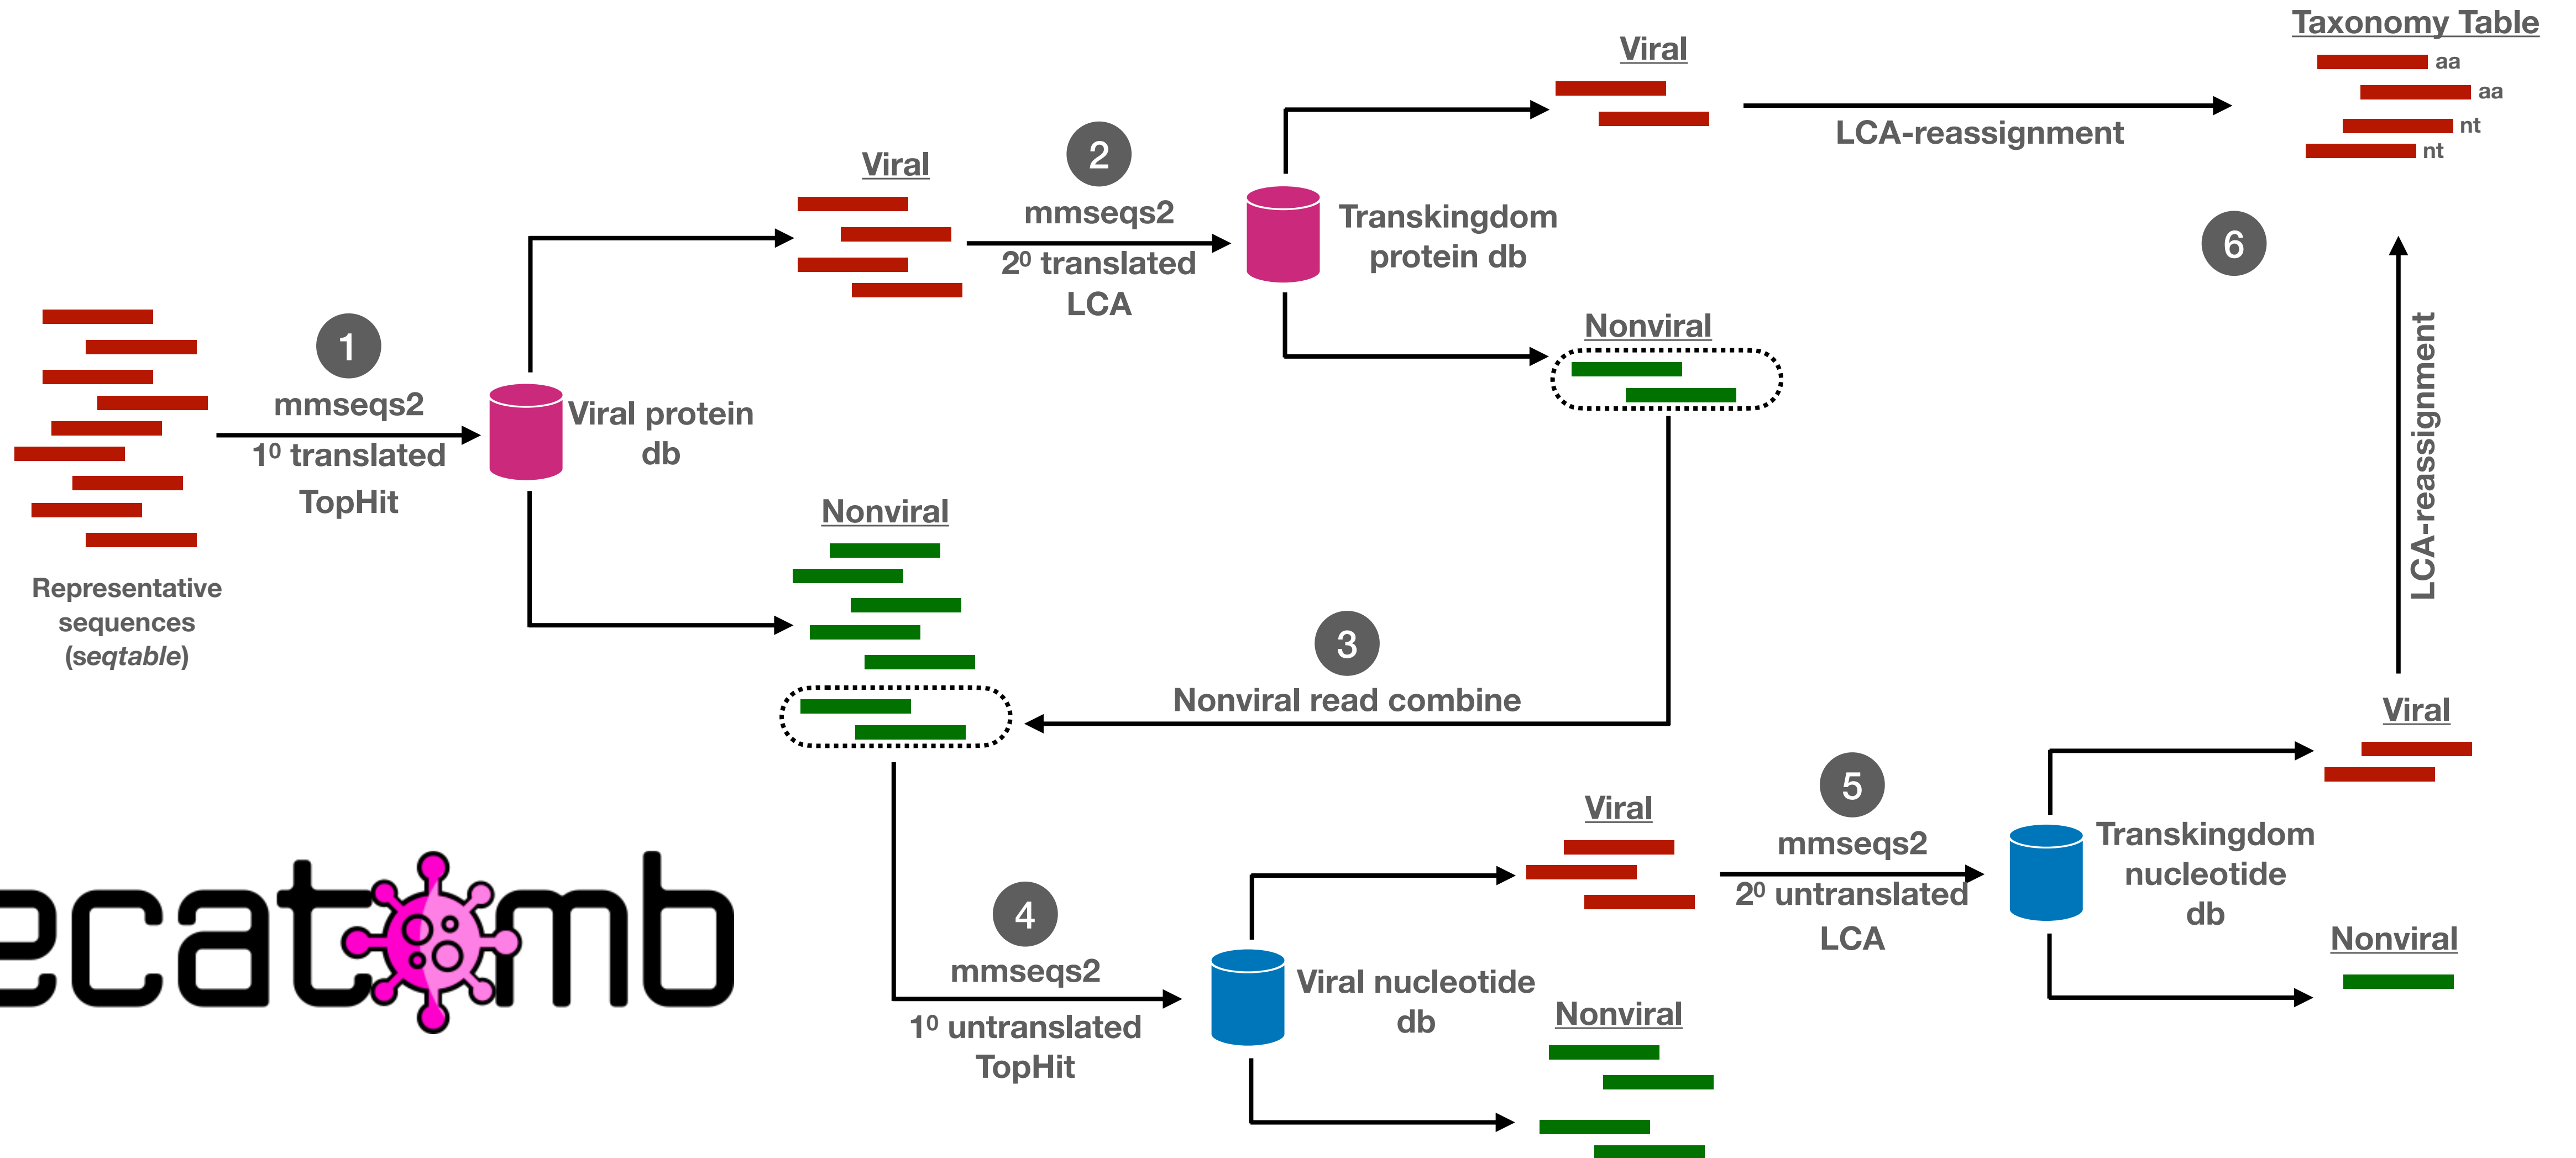 Taxonomy Table
aa
aa
nt
nt
Viral
LCA-reassignment
Viral
2
mmseqs2
2⁰ translated
LCA
Transkingdom
protein db
6
Nonviral
1
mmseqs2
1⁰ translated
TopHit
Viral protein
db
LCA-reassignment
Nonviral
Representative
sequences
(seqtable)
3
Nonviral read combine
Viral
5
mmseqs2
2⁰ untranslated
LCA
Viral
Transkingdom
nucleotide
db
Nonviral
4
mmseqs2
1⁰ untranslated
TopHit
Viral nucleotide
db
Nonviral
ecatomb